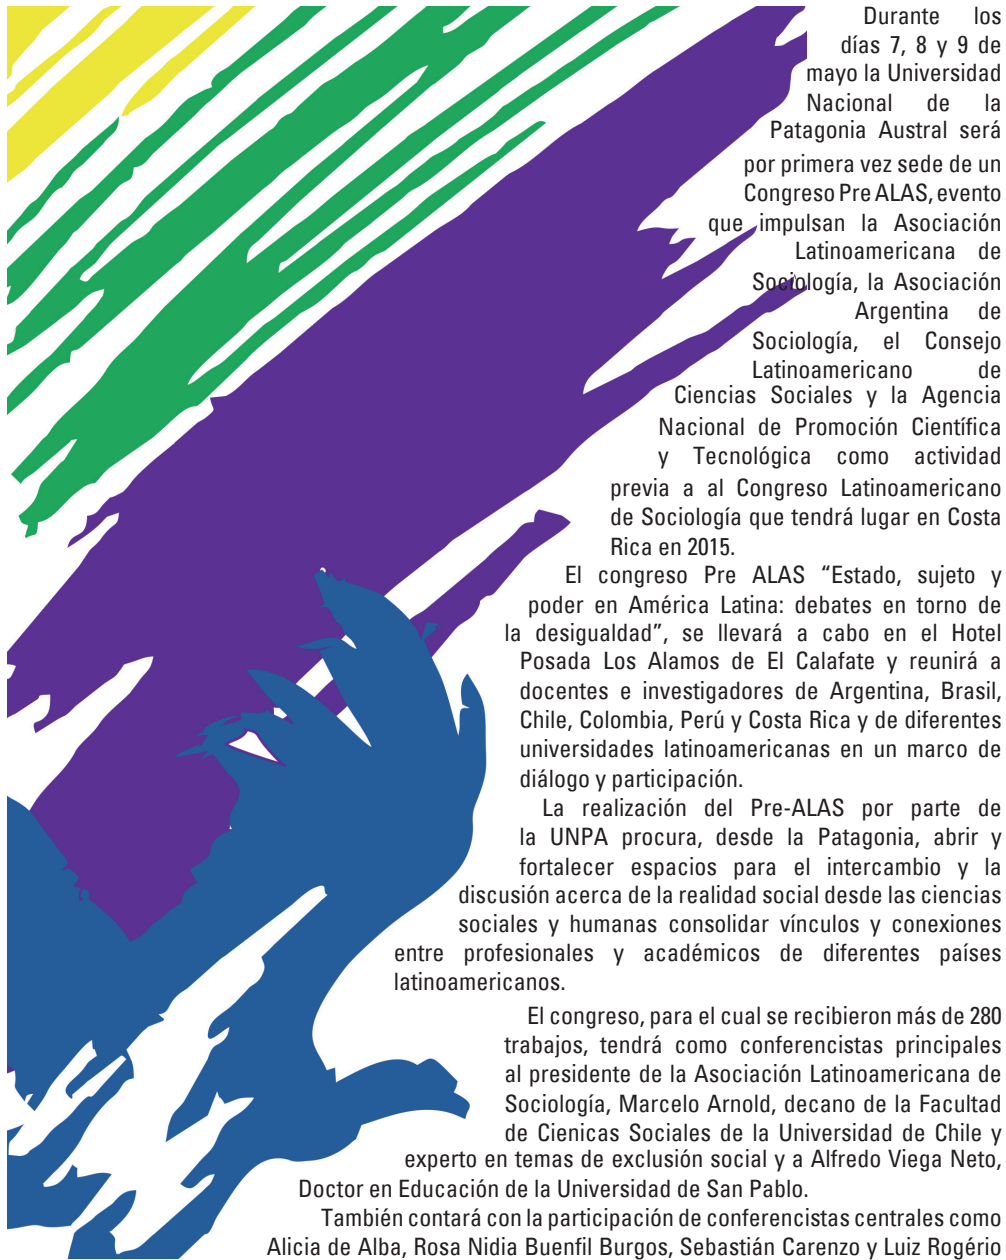 Durante los
días 7, 8 y 9 de
mayo la Universidad
Nacional de la
Patagonia Austral será
por primera vez sede de un
Congreso Pre ALAS, evento
que impulsan la Asociación
Latinoamericana de
Sociología, la Asociación
Argentina de
Sociología, el Consejo
Latinoamericano de
Ciencias Sociales y la Agencia
Nacional de Promoción Científica
y Tecnológica como actividad
previa a al Congreso Latinoamericano
de Sociología que tendrá lugar en Costa
Rica en 2015.
El congreso Pre ALAS “Estado, sujeto y
poder en América Latina: debates en torno de
la desigualdad”, se llevará a cabo en el Hotel
Posada Los Alamos de El Calafate y reunirá a
docentes e investigadores de Argentina, Brasil,
Chile, Colombia, Perú y Costa Rica y de diferentes
universidades latinoamericanas en un marco de
diálogo y participación.
La realización del Pre-ALAS por parte de
la UNPA procura, desde la Patagonia, abrir y
fortalecer espacios para el intercambio y la
discusión acerca de la realidad social desde las ciencias
sociales y humanas consolidar vínculos y conexiones
entre profesionales y académicos de diferentes países
latinoamericanos.
El congreso, para el cual se recibieron más de 280
trabajos, tendrá como conferencistas principales
al presidente de la Asociación Latinoamericana de
Sociología, Marcelo Arnold, decano de la Facultad
de Cienicas Sociales de la Universidad de Chile y
experto en temas de exclusión social y a Alfredo Viega Neto,
Doctor en Educación de la Universidad de San Pablo.
También contará con la participación de conferencistas centrales como
Alicia de Alba, Rosa Nidia Buenfil Burgos, Sebastián Carenzo y Luiz Rogério